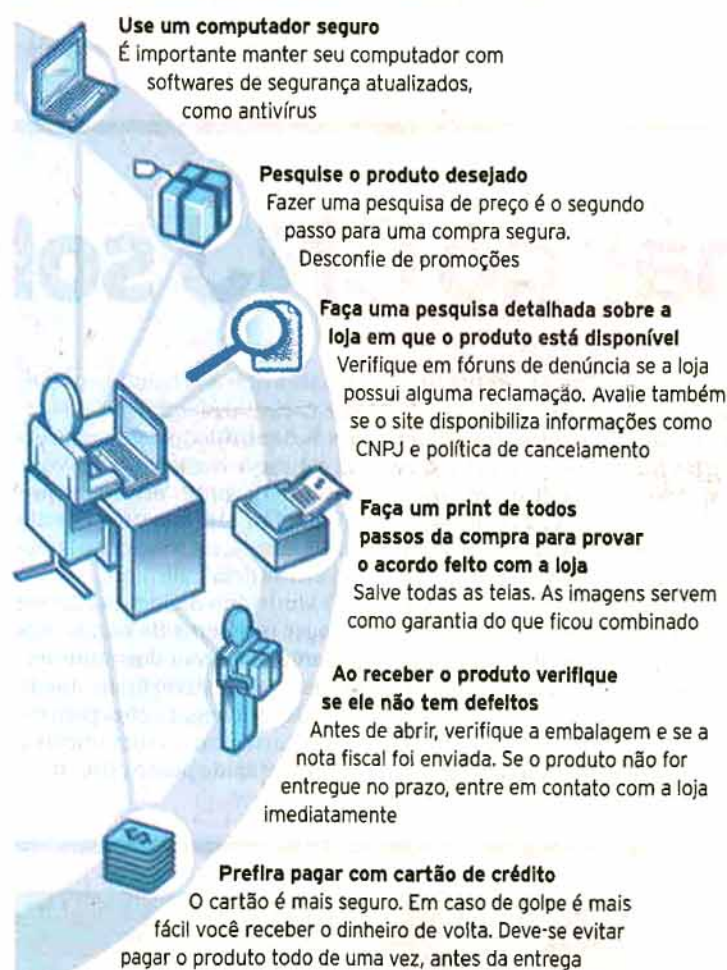 Use um computador seguro
É importante manter seu computador com
softwares de segurança atualizados,
como antivírus
Pesquise o produto desejado
Fazer uma pesquisa de preço é o segundo
passo para uma compra segura.
Desconfie de promoções
Faça uma pesquisa detalhada sobre a
loja em que o produto está disponível
Verifique em fóruns de denúncia se a loja
possui alguma reclamação. Avalie também
se o site disponibiliza informações como
CNPJ e política de cancelamento
Faça um print de todos
passos da compra para provar
o acordo feito com a loja
Salve todas as telas. As imagens servem
como garantia do que ficou combinado
Ao receber o produto verifique
se ele não tem defeitos
Antes de abrir, verifique a embalagem e se a
nota fiscal foi enviada. Se o produto não for
entregue no prazo, entre em contato com a loja
imediatamente
Prefira pagar com cartão de crédito
O cartão é mais seguro. Em caso de golpe é mais
fácil você receber o dinheiro de volta. Deve-se evitar
pagar o produto todo de uma vez, antes da entrega